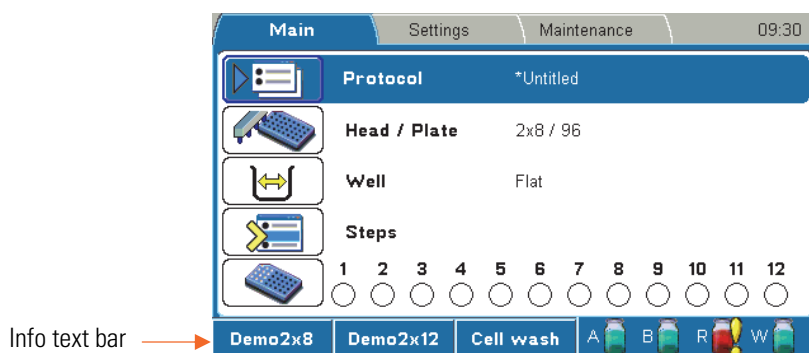 Main Settings Maintenance 09:30
Protocol *Untitled
Head / Plate 2x8 / 96
Well Flat
Steps
1 2 3 4 5 6 7 8 9 10 11 12
Info text bar Demo2x8 Demo2x12 Cell wash A B R W